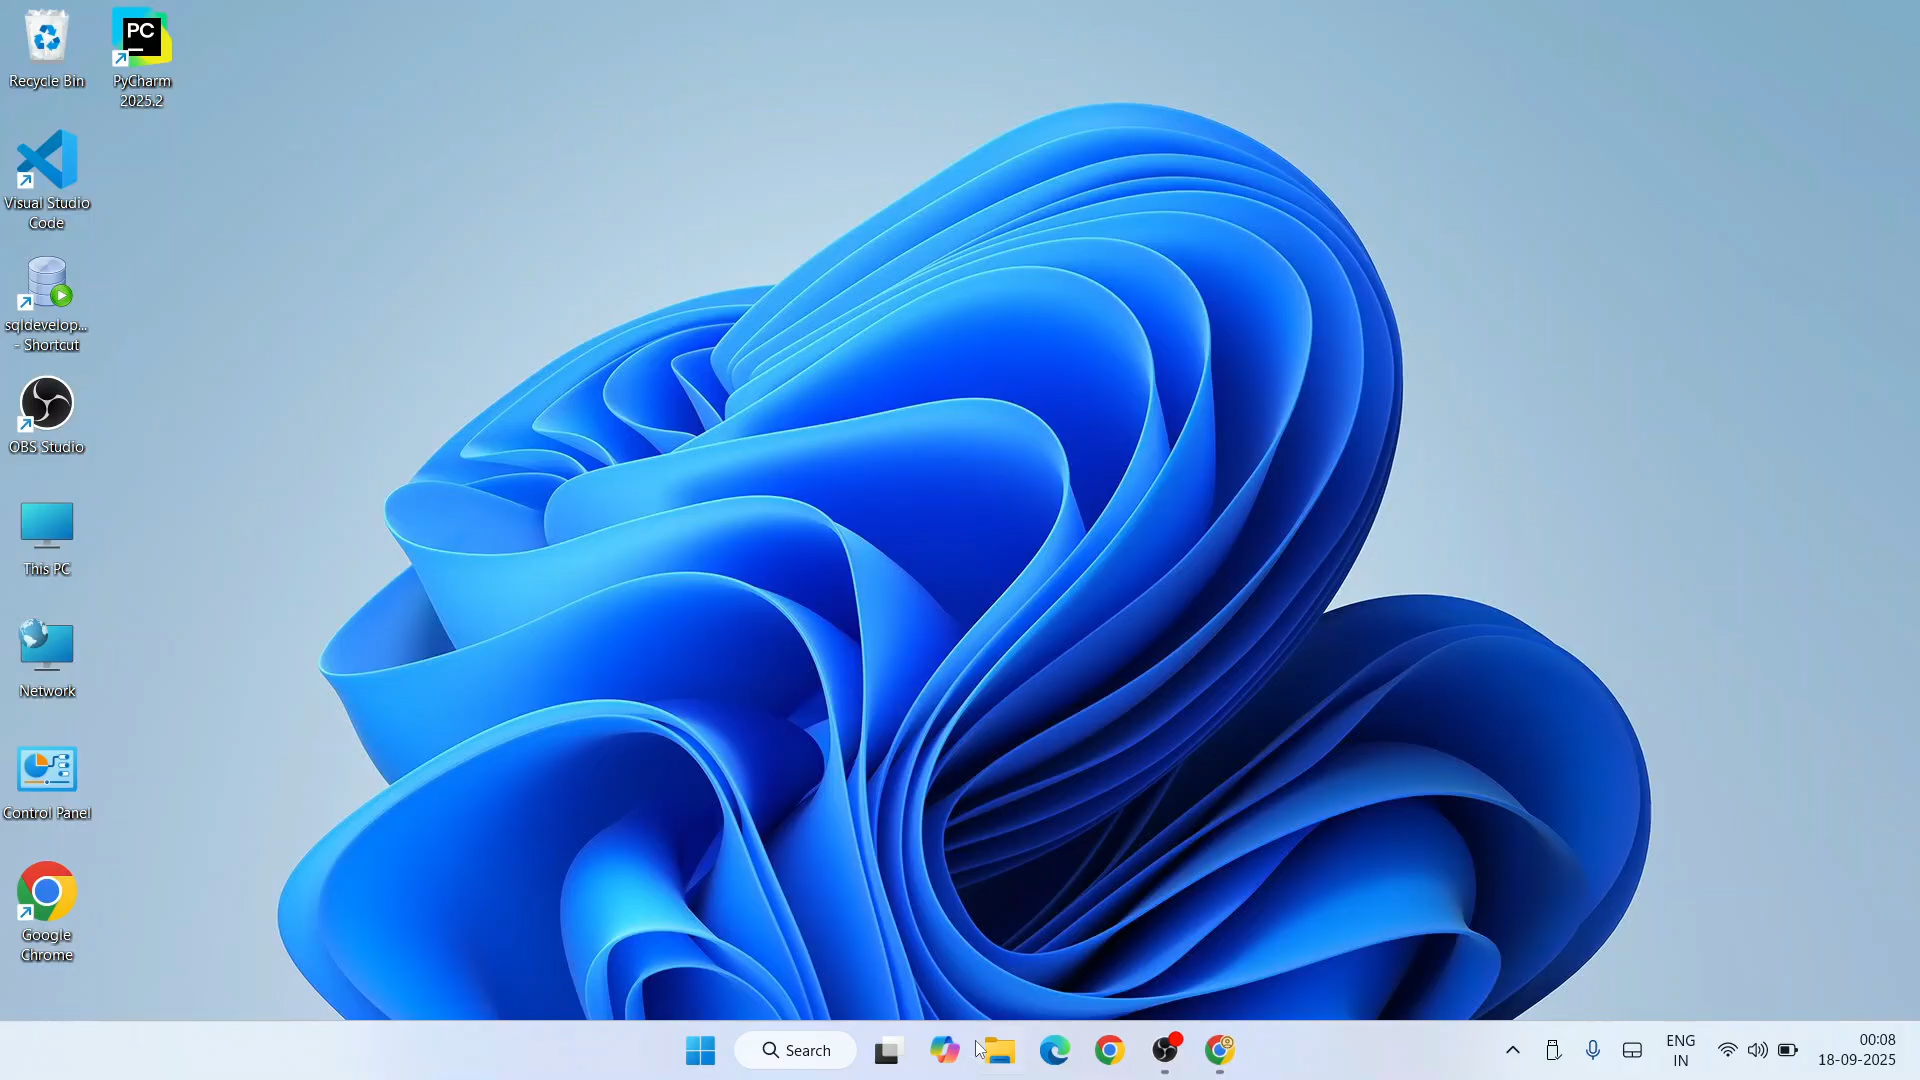 Recycle Bin
PC
PyCharm
2025.2
Visual Studio
Code
sqldevelop...
- Shortcut
OBS Studio
This PC
Network
Control Panel
Google
Chrome
Search
ENG
IN
00:08
18-09-2025